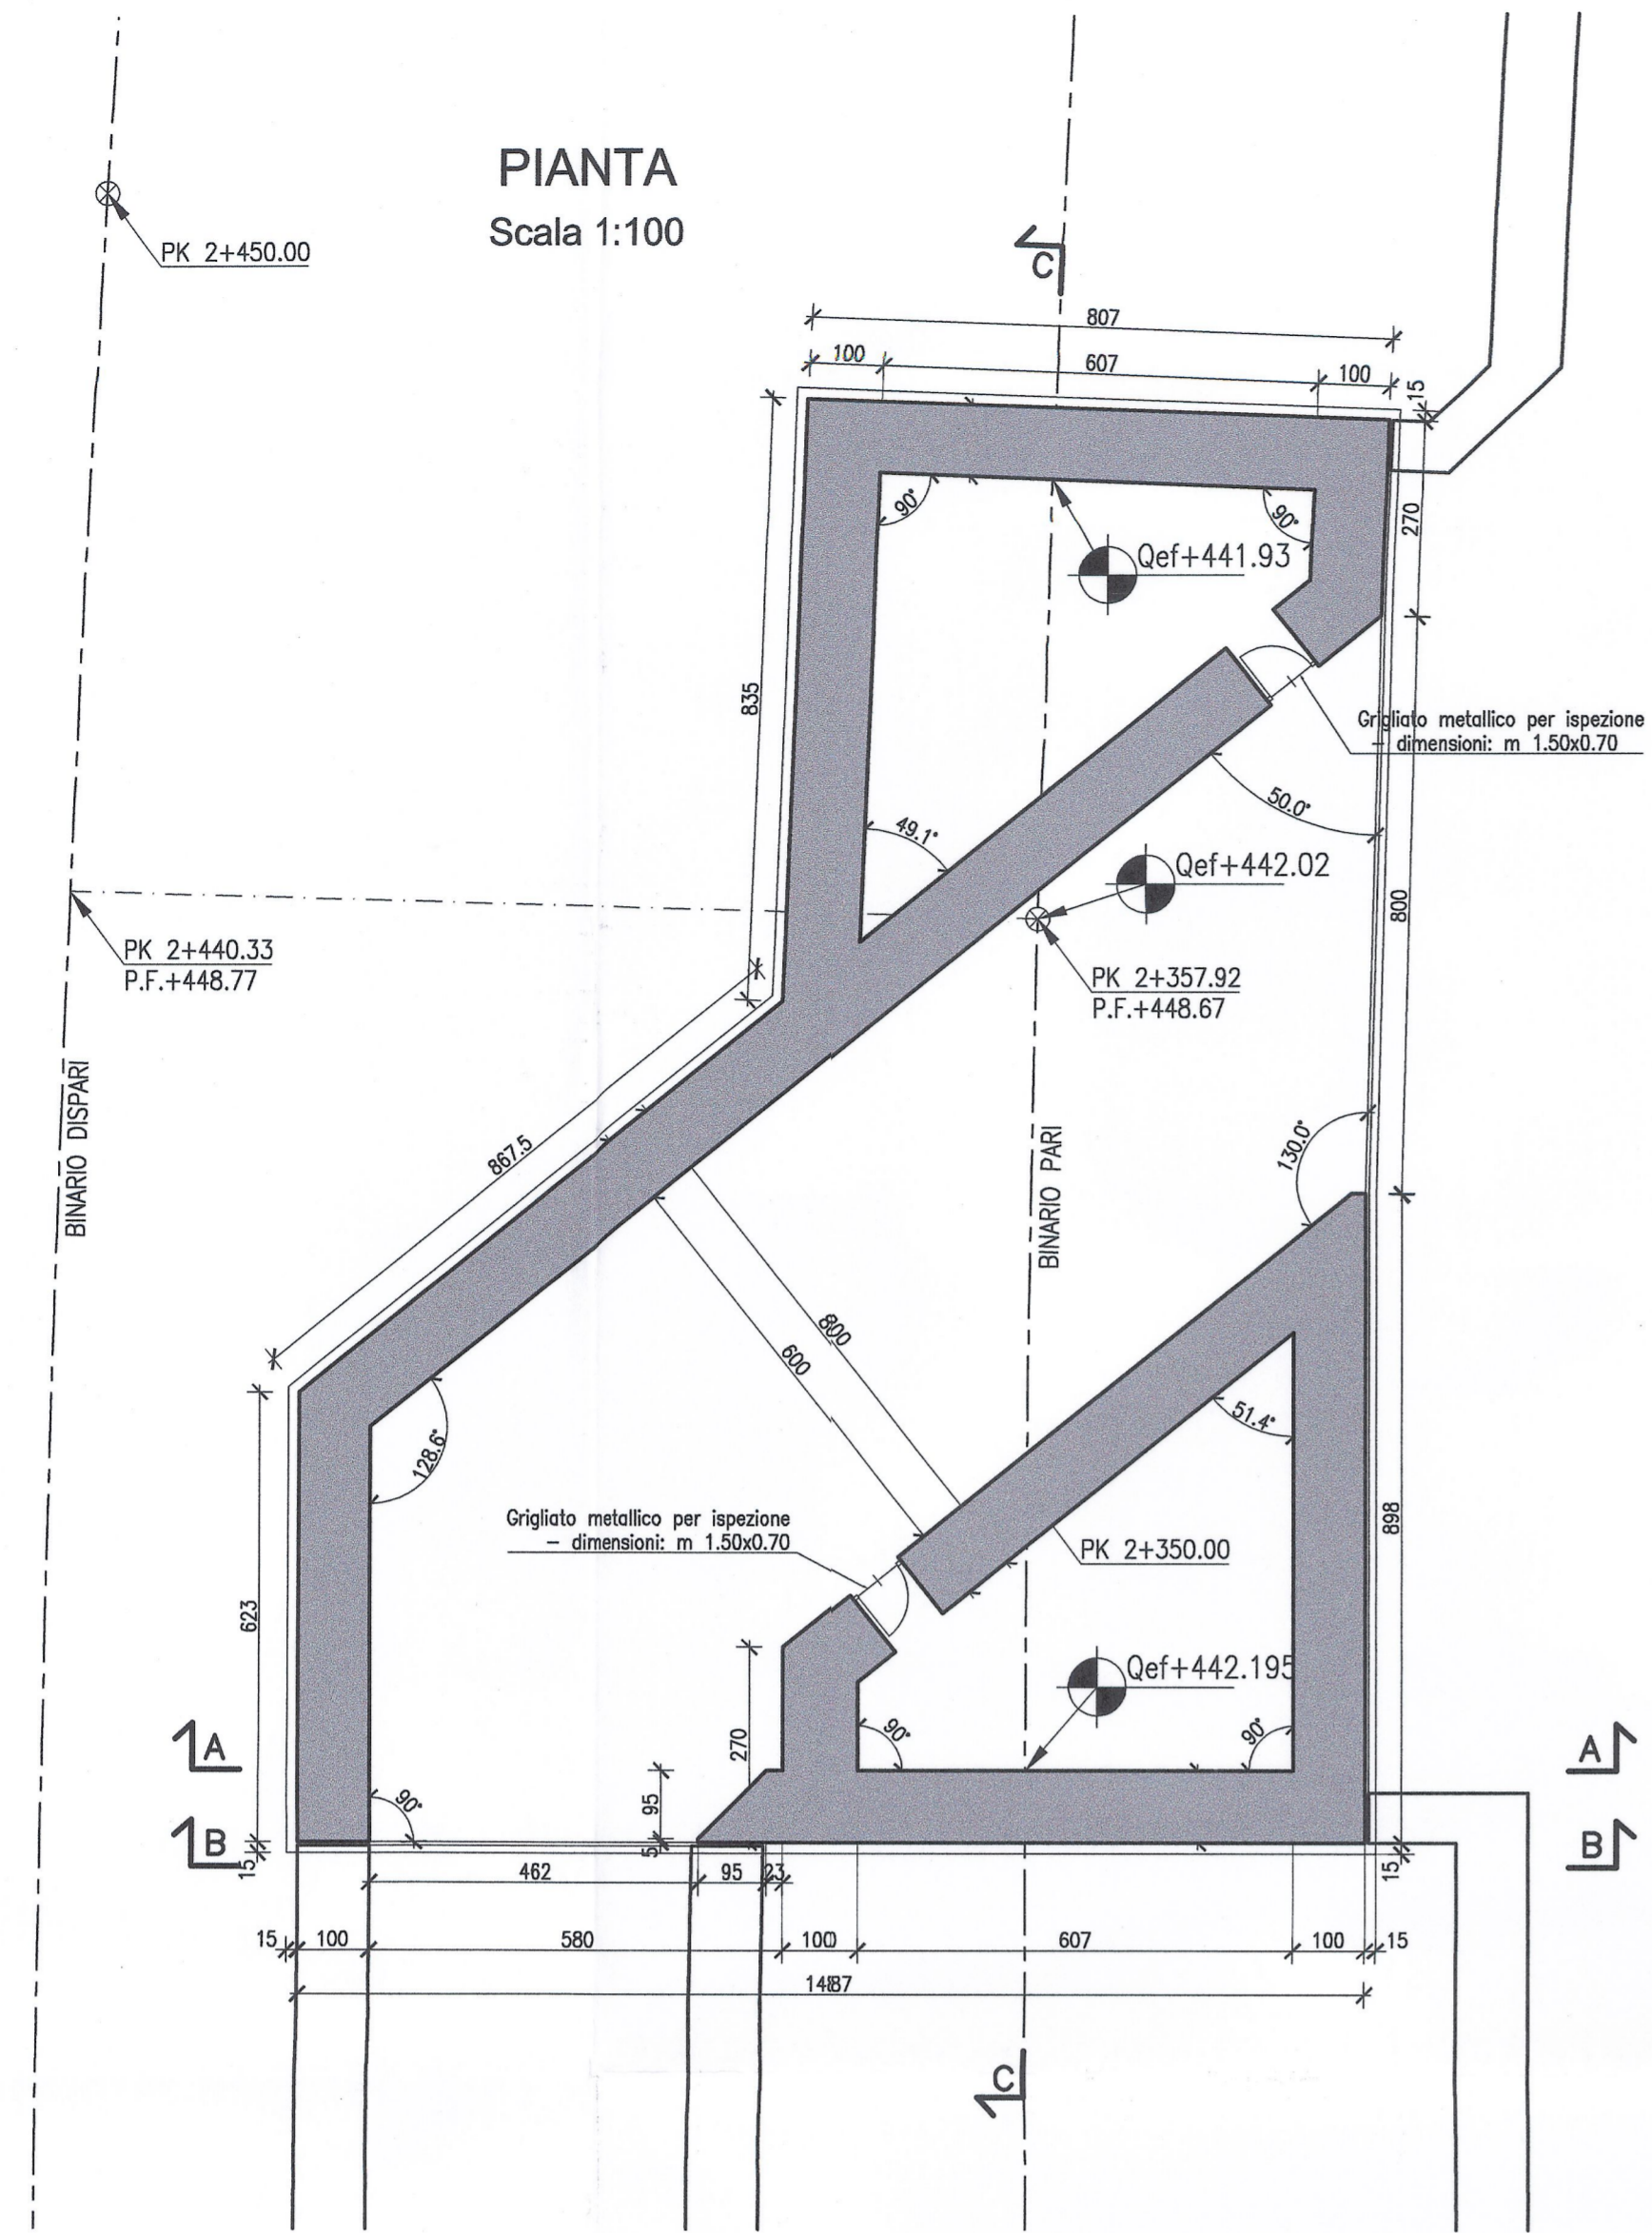 PIANTA
Scala 1:100
PK 2+450.00
C
807
100
607
100
15
90°
90°
270
Qef+441.93
835
Grigliato metallico per ispezione
– dimensioni: m 1.50x0.70
50.0°
49.1°
Qef+442.02
800
PK 2+440.33
P.F.+448.77
PK 2+357.92
P.F.+448.67
BINARIO DISPARI
867.5
BINARIO PARI
130.0°
800
600
51.4°
128.6°
898
Grigliato metallico per ispezione
– dimensioni: m 1.50x0.70
PK 2+350.00
623
Qef+442.195
270
90°
90°
A
A
95
90°
B
B
5
15
462
95
23
15
15
100
580
100
607
100
15
1487
C